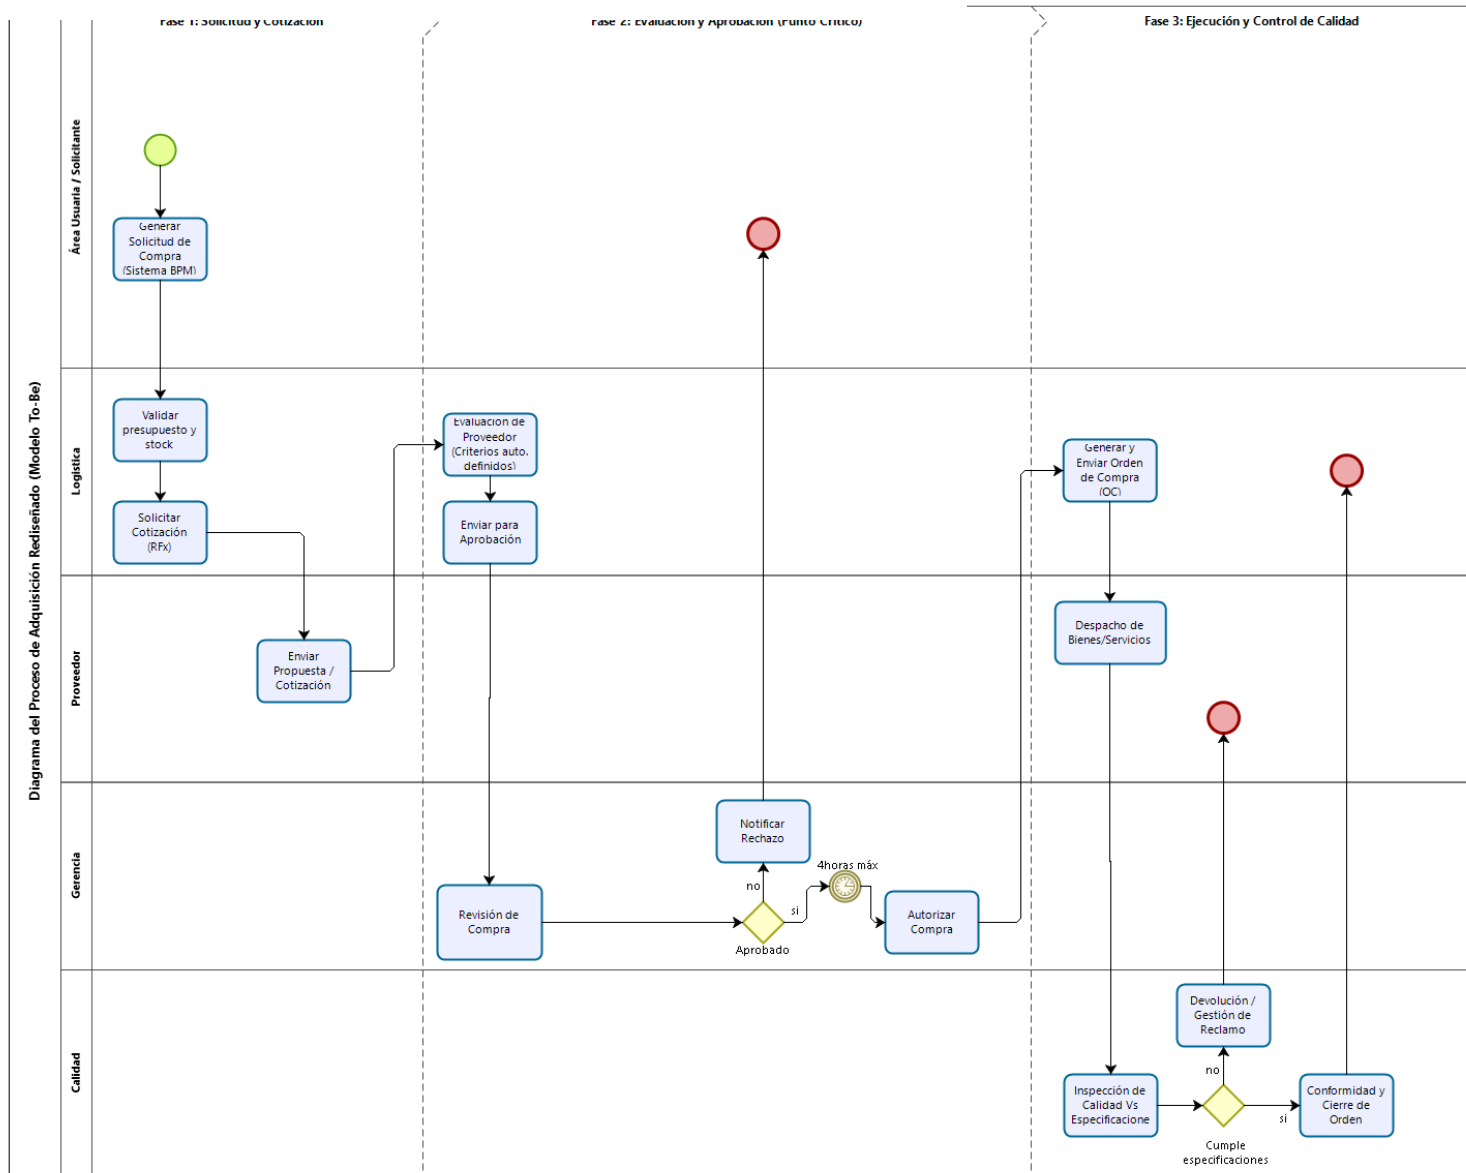 Fase 1: Solicitud y Cotización
Fase 2: Evaluación y Aprobación (Punto Crítico)
Fase 3: Ejecución y Control de Calidad
Diagrama del Proceso de Adquisición Rediseñado (Modelo To-Be)
Área Usuaria / Solicitante
Generar
Solicitud de
Compra
(Sistema BPM)
Logística
Validar
presupuesto y
stock
Solicitar
Cotización
(RFx)
Evaluación de
Proveedor
(Criterios auto.
definidos)
Enviar para
Aprobación
Generar y
Enviar Orden
de Compra
(OC)
Proveedor
Enviar
Propuesta /
Cotización
Despacho de
Bienes/Servicios
Gerencia
Notificar
Rechazo
4horas máx
no
si
Revisión de
Compra
Aprobado
Autorizar
Compra
Calidad
Devolución /
Gestión de
Reclamo
no
Inspección de
Calidad Vs
Especificacione
si
Conformidad y
Cierre de
Orden
Cumple
especificaciones